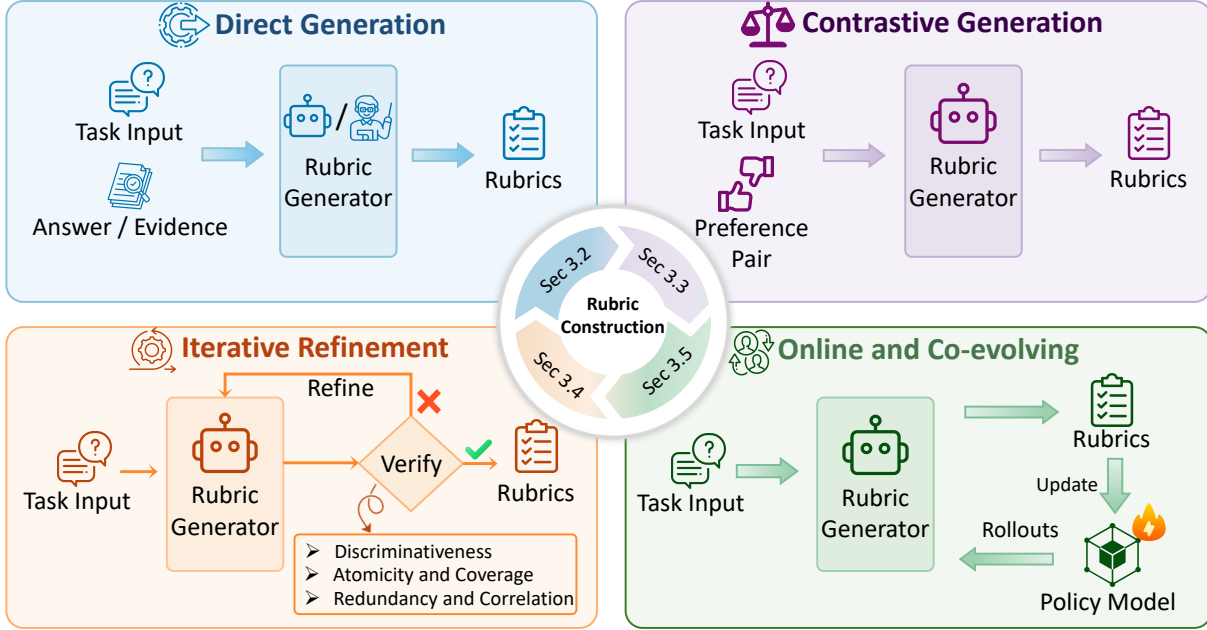 Direct Generation
Task Input
Answer / Evidence
/
Rubric
Generator
Rubrics
Contrastive Generation
Task Input
Preference
Pair
Rubric
Generator
Rubrics
Sec 3.2
Sec 3.3
Rubric
Construction
Sec 3.4
Sec 3.5
Iterative Refinement
Refine
Task Input
Rubric
Generator
Verify
Rubrics
➢ Discriminativeness
➢ Atomicity and Coverage
➢ Redundancy and Correlation
Online and Co-evolving
Task Input
Rubric
Generator
Rubrics
Update
Rollouts
Policy Model